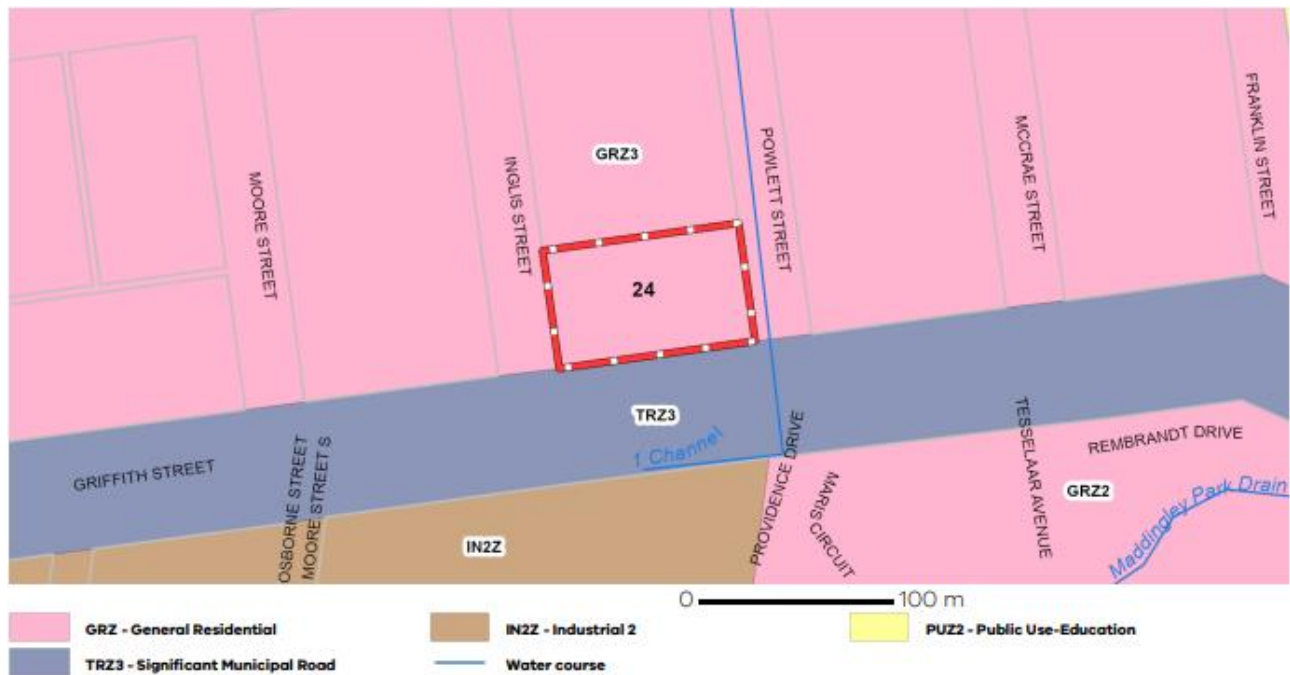 FRANKLIN STREET
POWLETT STREET
MCCRAE STREET
GRZ3
INGLIS STREET
MOORE STREET
24
TRZ3
f Channel
GRIFFITH STREET
OSBORNE STREET
MOORE STREET S
PROVIDENCE DRIVE
MARIS CIRCUIT
TESSELAAR AVENUE
REMBRANDT DRIVE
GRZ2
Maddingley Park Drain
IN2Z
0 100 m
GRZ - General Residential
IN2Z - Industrial 2
PUZ2 - Public Use-Education
TRZ3 - Significant Municipal Road
Water course